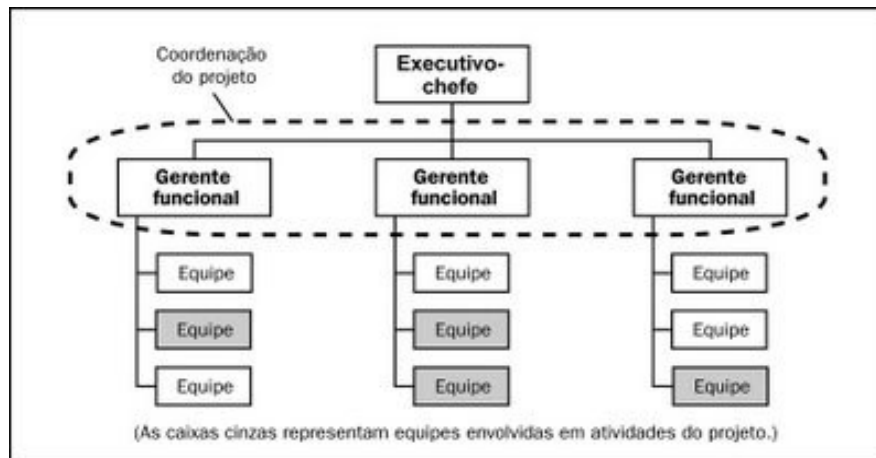 Coordenação
do projeto
Executivo-
chefe
Gerente
funcional
Gerente
funcional
Gerente
funcional
Equipe
Equipe
Equipe
Equipe
Equipe
Equipe
Equipe
Equipe
Equipe
(As caixas cinzas representam equipes envolvidas em atividades do projeto.)